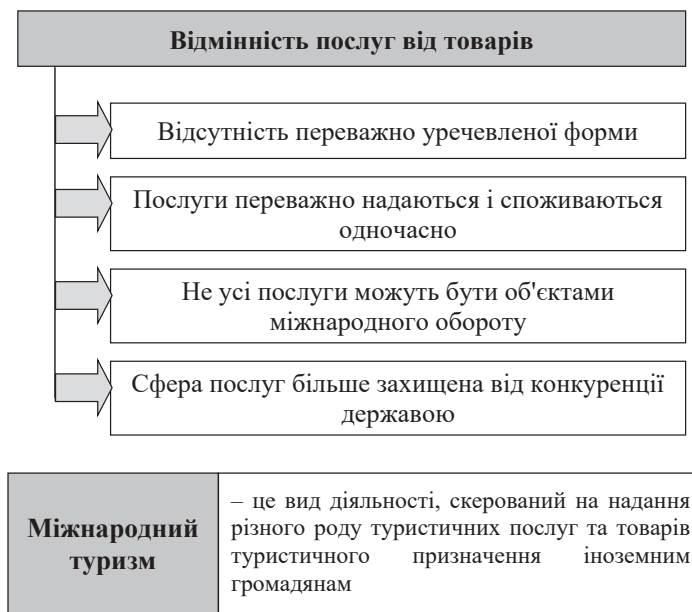 Відмінність послуг від товарів
Відсутність переважно уречевленої форми
Послуги переважно надаються і споживаються
одночасно
Не усі послуги можуть бути об'єктами
міжнародного обороту
Сфера послуг більше захищена від конкуренції
державою
Міжнародний
туризм
– це вид діяльності, скерований на надання
різного роду туристичних послуг та товарів
туристичного призначення іноземним
громадянам